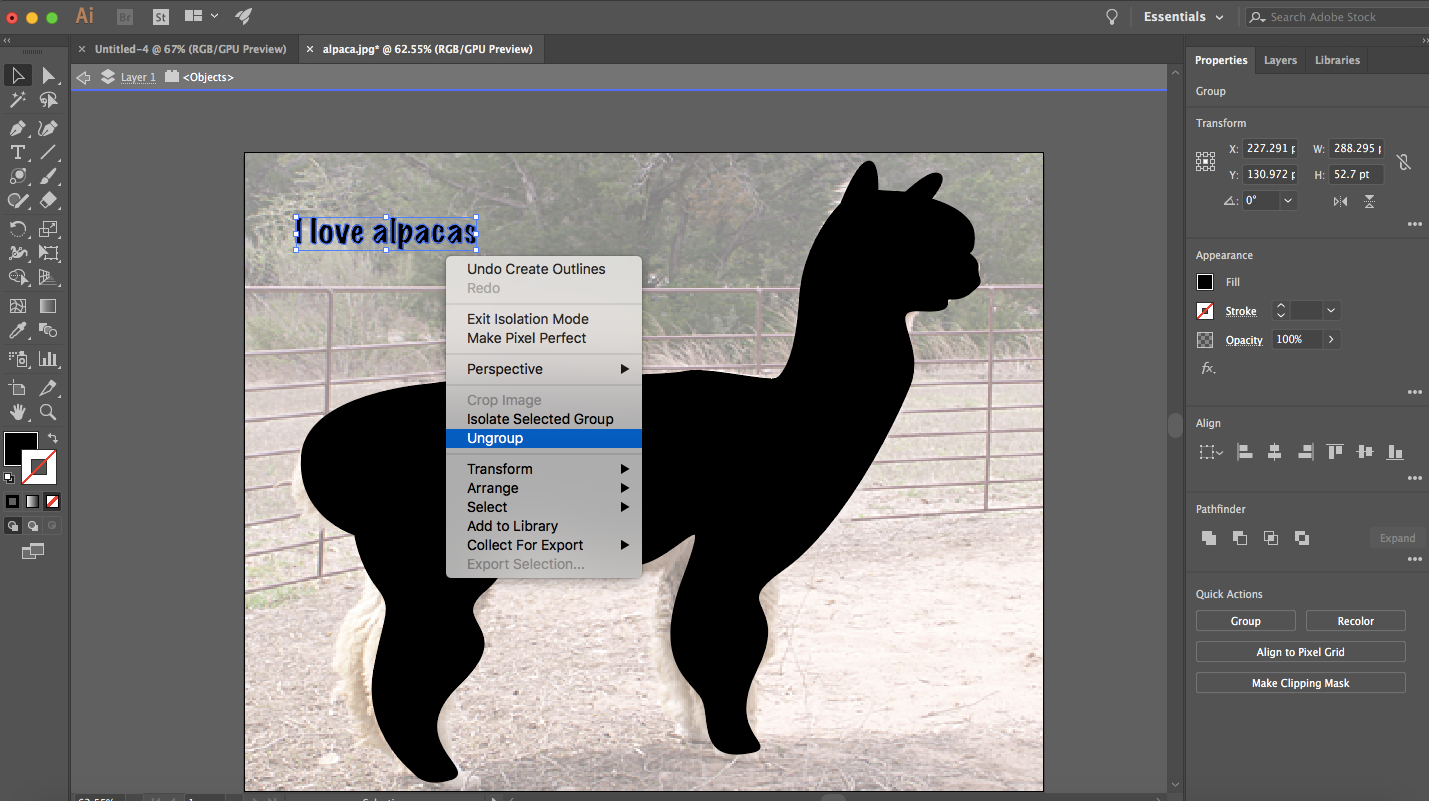 Ai
Br
St
Essentials
Search Adobe Stock
Untitled-4 @ 67% (RGB/GPU Preview)
alpaca.jpg* @ 62.55% (RGB/GPU Preview)
Layer 1
<Objects>
I love alpacas
Undo Create Outlines
Redo
Exit Isolation Mode
Make Pixel Perfect
Perspective
Crop Image
Isolate Selected Group
Ungroup
Transform
Arrange
Select
Add to Library
Collect For Export
Export Selection...
Properties
Layers
Libraries
Group
Transform
X: 227.291 p W: 288.295 p
Y: 130.972 p H: 52.7 pt
0°
Appearance
Fill
Stroke
Opacity 100%
fx.
Align
Pathfinder
Expand
Quick Actions
Group
Recolor
Align to Pixel Grid
Make Clipping Mask